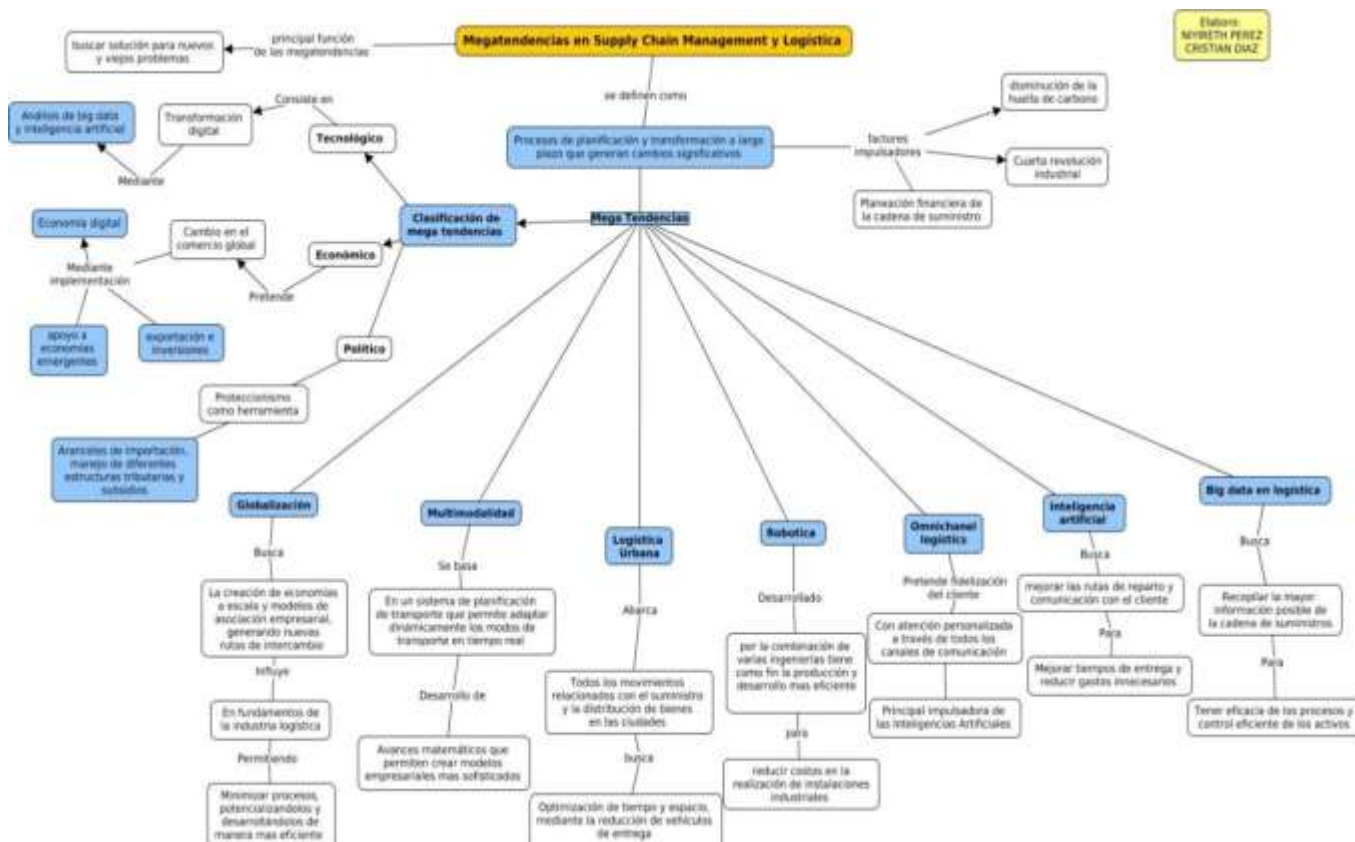 Megatendencias en Supply Chain Management y Logística
Elaboro:
NIYIRETH PEREZ
CRISTIAN DIAZ
principal función
de las megatendencias
buscar solución para nuevos
y viejos problemas
se definen como
Procesos de planificación y transformación a largo
plazo que generan cambios significativos
factores
impulsadores
disminución de la
huella de carbono
Cuarta revolución
industrial
Planeación financiera de
la cadena de suministro
Mega Tendencias
Clasificación de
mega tendencias
Tecnológico
Consiste en
Transformación
digital
Mediante
Análisis de big data
y inteligencia artificial
Económico
Pretende
Cambio en el
comercio global
Mediante
implementación
Economía digital
apoyo a
economías
emergentes
exportación e
inversiones
Político
Proteccionismo
como herramienta
Aranceles de importación,
manejo de diferentes
estructuras tributarias y
subsidios
Globalización
Busca
La creación de economías
a escala y modelos de
asociación empresarial,
generando nuevas
rutas de intercambio
Influye
En fundamentos de
la industria logística
Permitiendo
Minimizar procesos,
potencializandolos y
desarrollándolos de
manera mas eficiente
Multimodalidad
Se basa
En un sistema de planificación
de transporte que permite adaptar
dinámicamente los modos de
transporte en tiempo real
Desarrollo de
Avances matemáticos que
permiten crear modelos
empresariales mas sofisticados
Logística
Urbana
Abarca
Todos los movimientos
relacionados con el suministro
y la distribución de bienes
en las ciudades
busca
Optimización de tiempo y espacio,
mediante la reducción de vehículos
de entrega
Robotica
Desarrollado
por la combinación de
varias ingenierías tiene
como fin la producción y
desarrollo mas eficiente
para
reducir costos en la
realización de instalaciones
industriales
Omnichanel
logistics
Pretende fidelización
del cliente
Con atención personalizada
a través de todos los
canales de comunicación
Principal impulsadora de
las Inteligencias Artificiales
Inteligencia
artificial
Busca
mejorar las rutas de reparto y
comunicación con el cliente
Para
Mejorar tiempos de entrega y
reducir gastos innecesarios
Big data en logística
Busca
Recopilar la mayor
información posible de
la cadena de suministros
Para
Tener eficacia de los procesos y
control eficiente de los activos